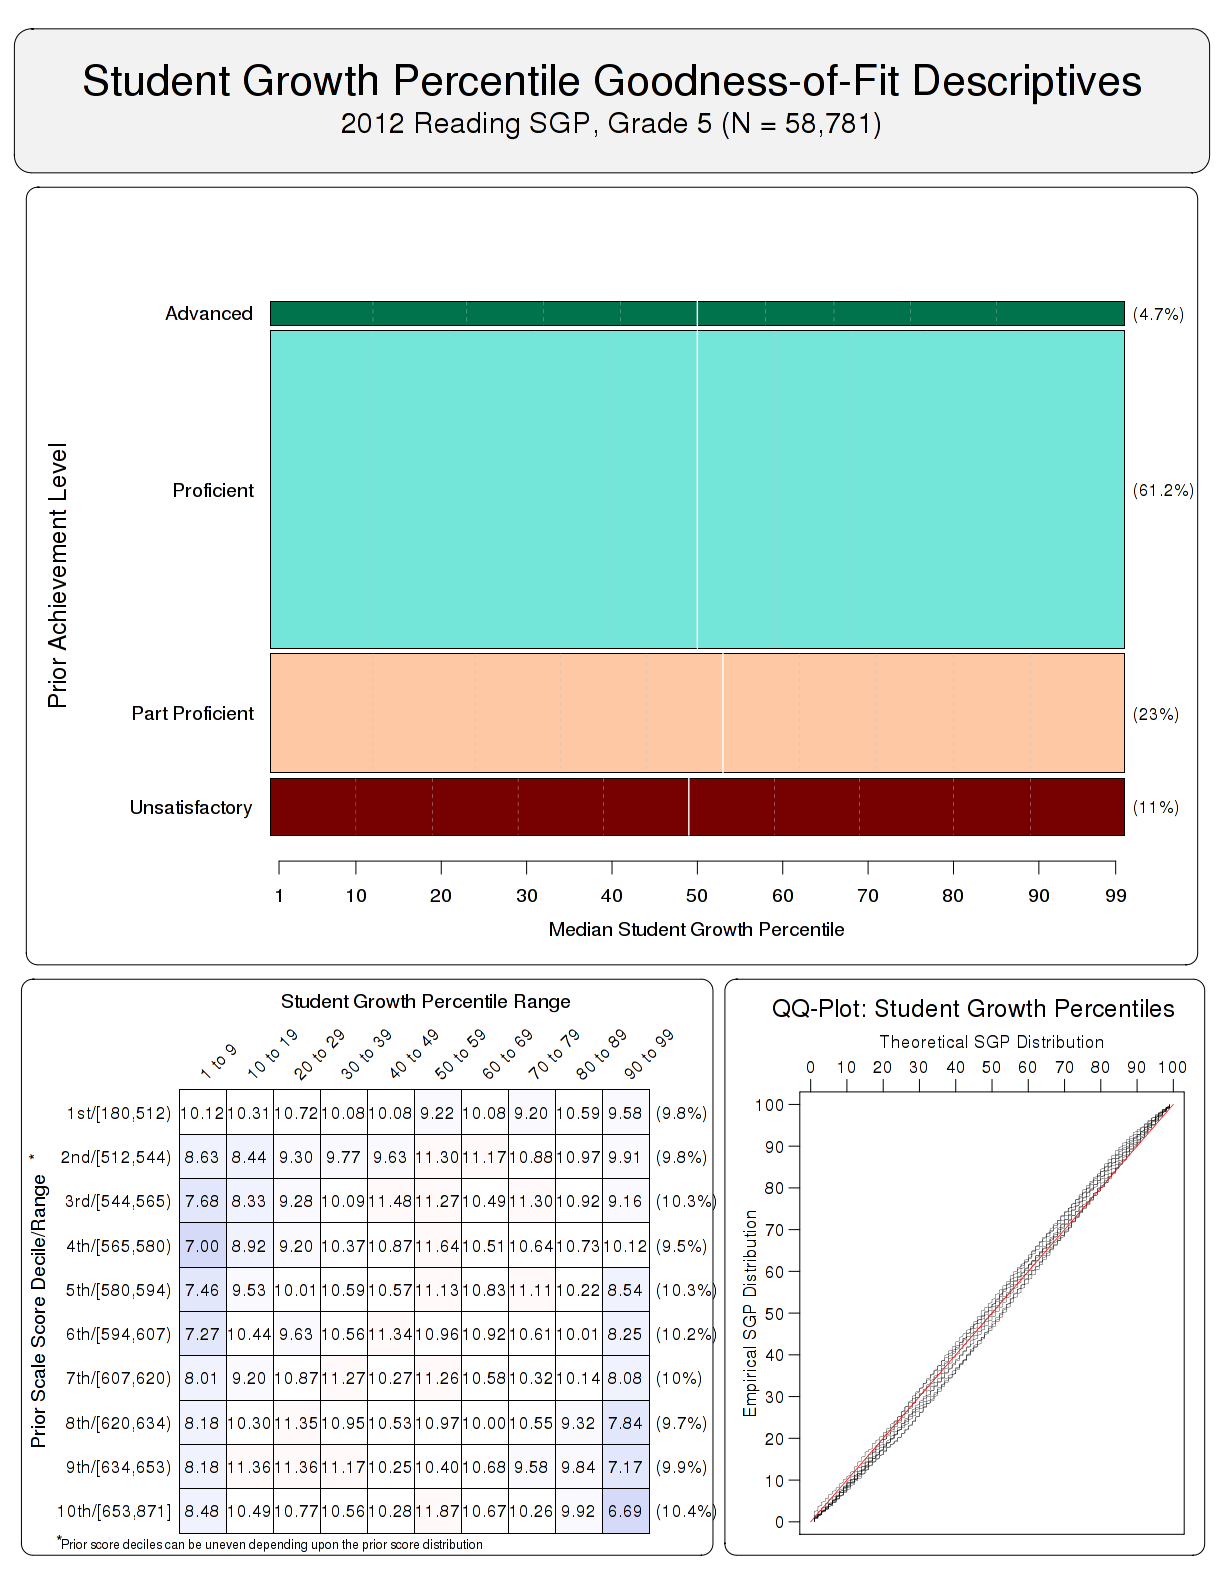 Student Growth Percentile Goodness-of-Fit Descriptives
2012 Reading SGP, Grade 5 (N = 58,781)
Prior Achievement Level
Advanced (4.7%)
Proficient (61.2%)
Part Proficient (23%)
Unsatisfactory (11%)
1 10 20 30 40 50 60 70 80 90 99
Median Student Growth Percentile
Student Growth Percentile Range
1 to 9 10 to 19 20 to 29 30 to 39 40 to 49 50 to 59 60 to 69 70 to 79 80 to 89 90 to 99
Prior Scale Score Decile/Range *
1st/[180,512) 10.12 10.31 10.72 10.08 10.08 9.22 10.08 9.20 10.59 9.58 (9.8%)
2nd/[512,544) 8.63 8.44 9.30 9.77 9.63 11.30 11.17 10.88 10.97 9.91 (9.8%)
3rd/[544,565) 7.68 8.33 9.28 10.09 11.48 11.27 10.49 11.30 10.92 9.16 (10.3%)
4th/[565,580) 7.00 8.92 9.20 10.37 10.87 11.64 10.51 10.64 10.73 10.12 (9.5%)
5th/[580,594) 7.46 9.53 10.01 10.59 10.57 11.13 10.83 11.11 10.22 8.54 (10.3%)
6th/[594,607) 7.27 10.44 9.63 10.56 11.34 10.96 10.92 10.61 10.01 8.25 (10.2%)
7th/[607,620) 8.01 9.20 10.87 11.27 10.27 11.26 10.58 10.32 10.14 8.08 (10%)
8th/[620,634) 8.18 10.30 11.35 10.95 10.53 10.97 10.00 10.55 9.32 7.84 (9.7%)
9th/[634,653) 8.18 11.36 11.36 11.17 10.25 10.40 10.68 9.58 9.84 7.17 (9.9%)
10th/[653,871] 8.48 10.49 10.77 10.56 10.28 11.87 10.67 10.26 9.92 6.69 (10.4%)
*Prior score deciles can be uneven depending upon the prior score distribution
QQ-Plot: Student Growth Percentiles
Theoretical SGP Distribution
0 10 20 30 40 50 60 70 80 90 100
Empirical SGP Distribution
100
90
80
70
60
50
40
30
20
10
0